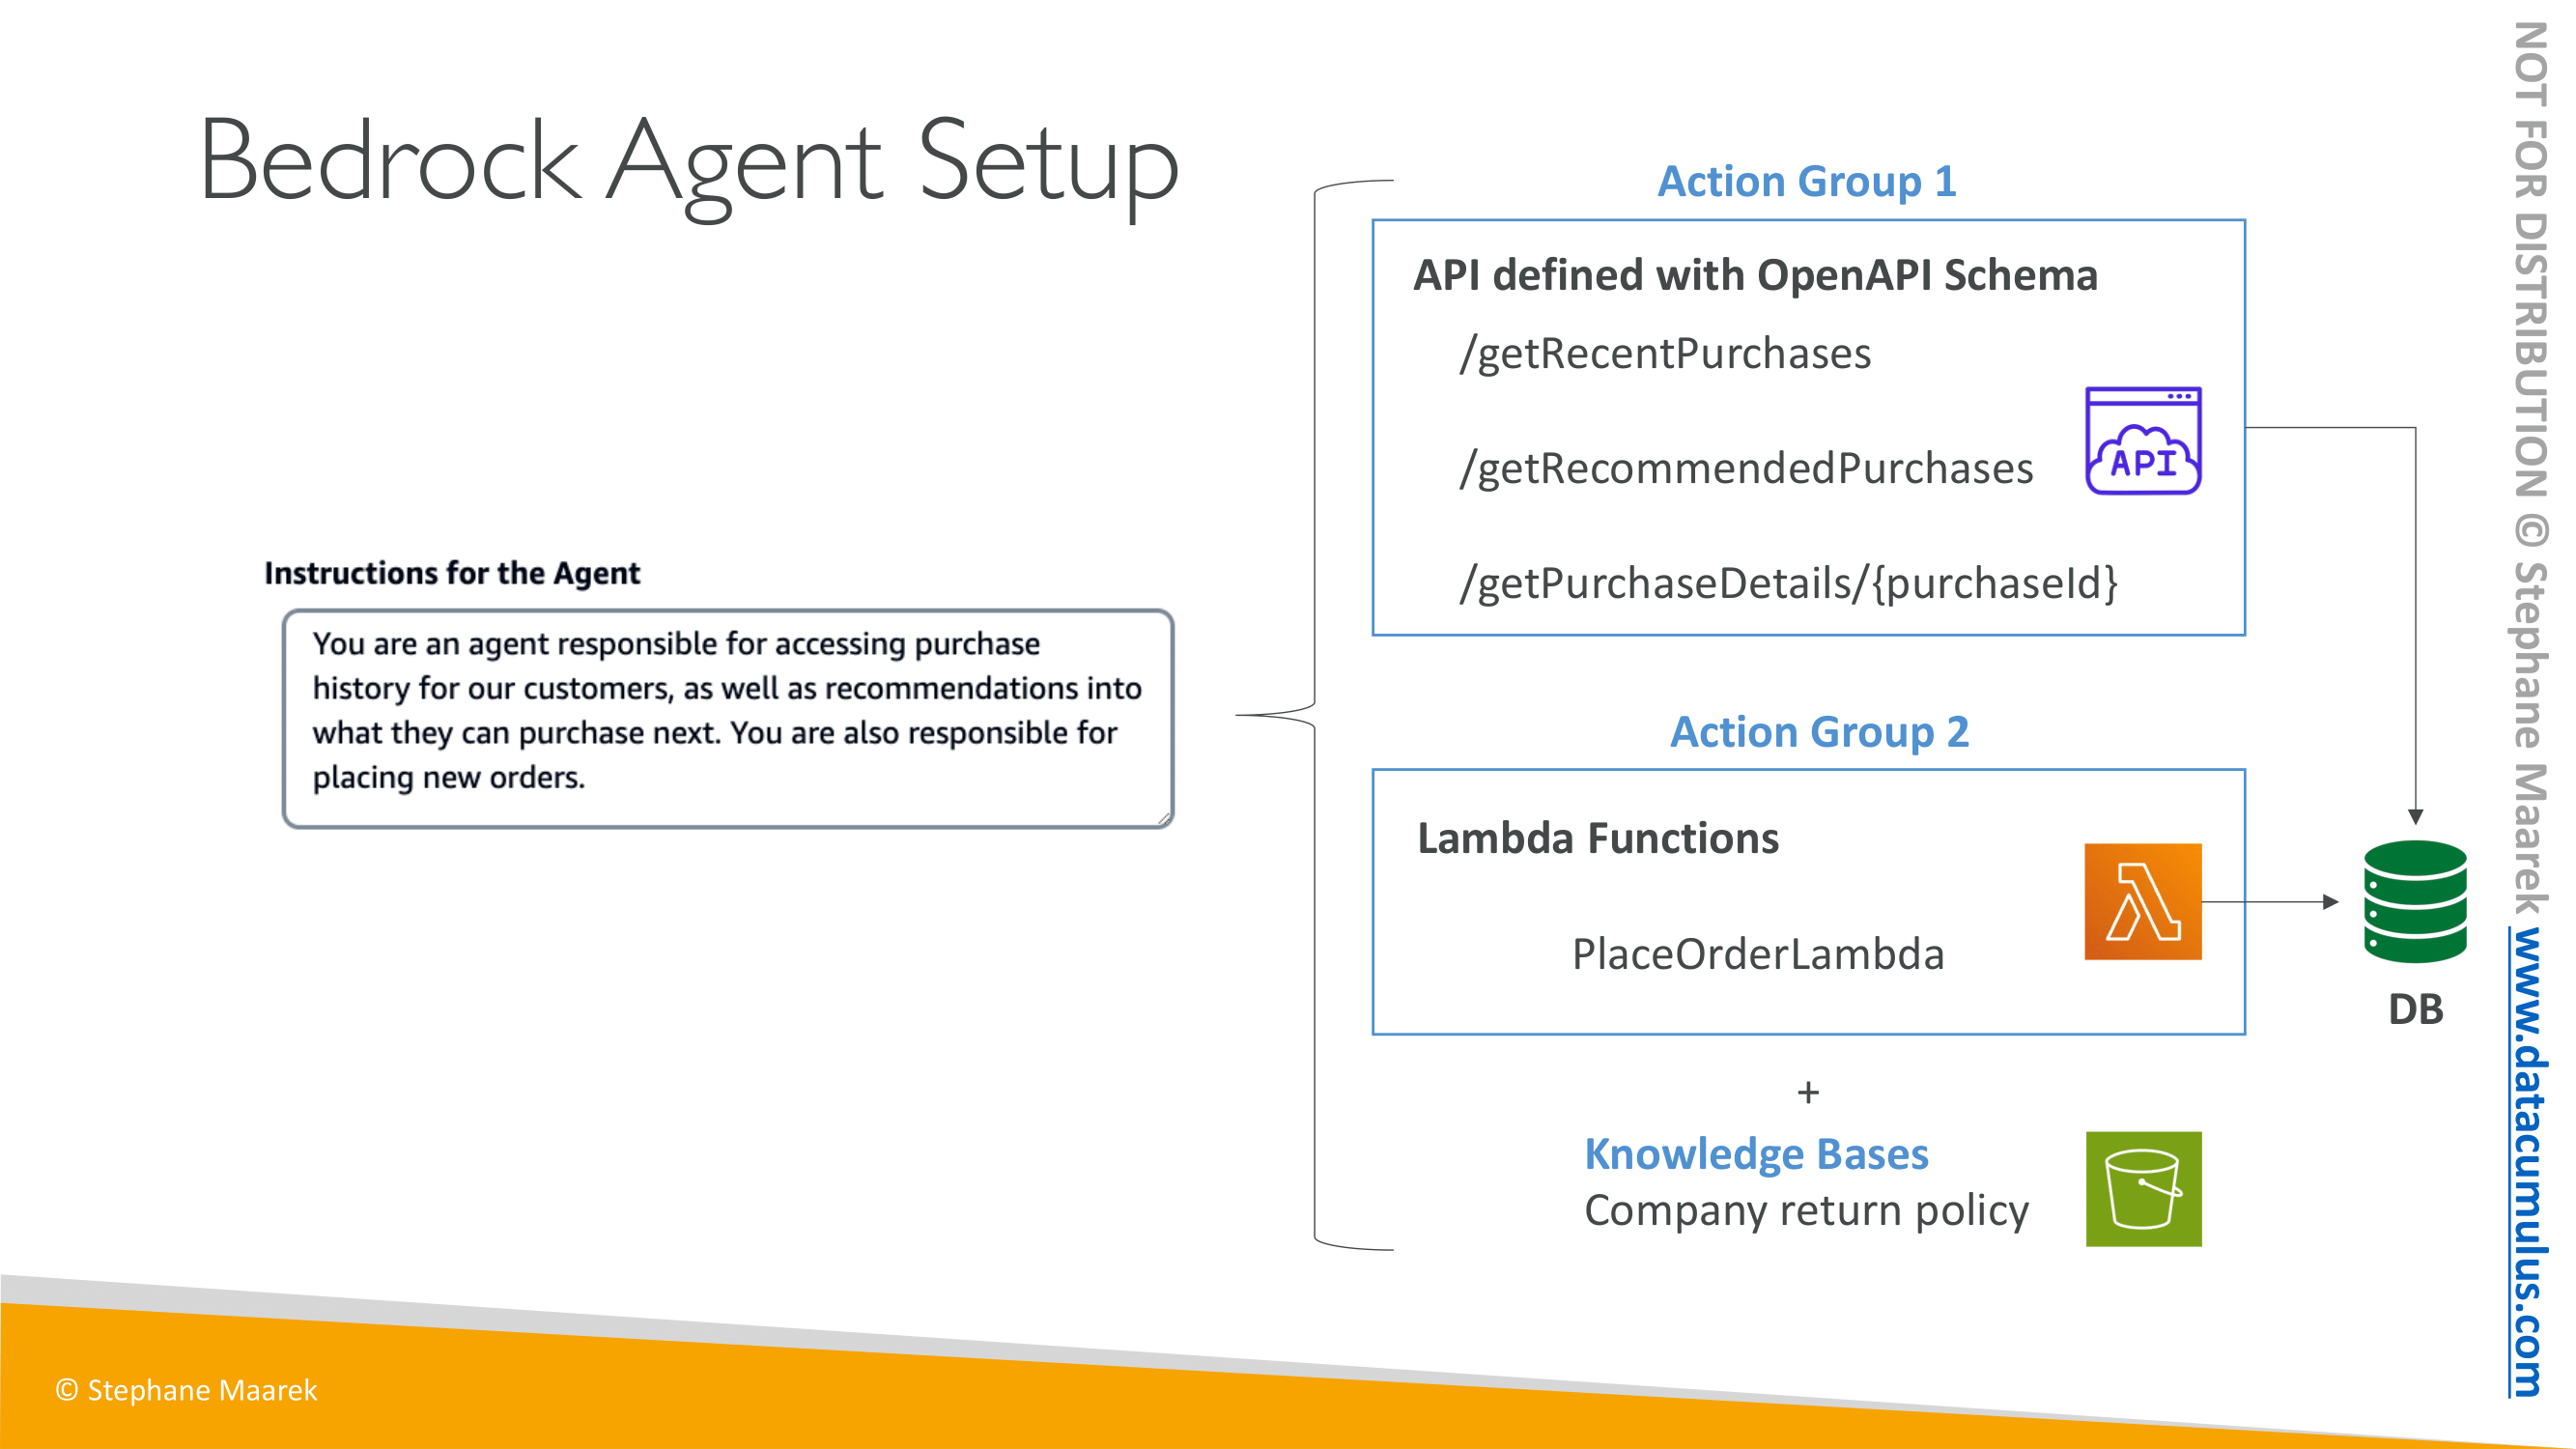 Bedrock Agent Setup
Instructions for the Agent
You are an agent responsible for accessing purchase
history for our customers, as well as recommendations into
what they can purchase next. You are also responsible for
placing new orders.
Action Group 1
API defined with OpenAPI Schema
/getRecentPurchases
/getRecommendedPurchases
API
/getPurchaseDetails/{purchaseId}
Action Group 2
Lambda Functions
PlaceOrderLambda
DB
+
Knowledge Bases
Company return policy
© Stephane Maarek
NOT FOR DISTRIBUTION © Stephane Maarek www.datacumulus.com